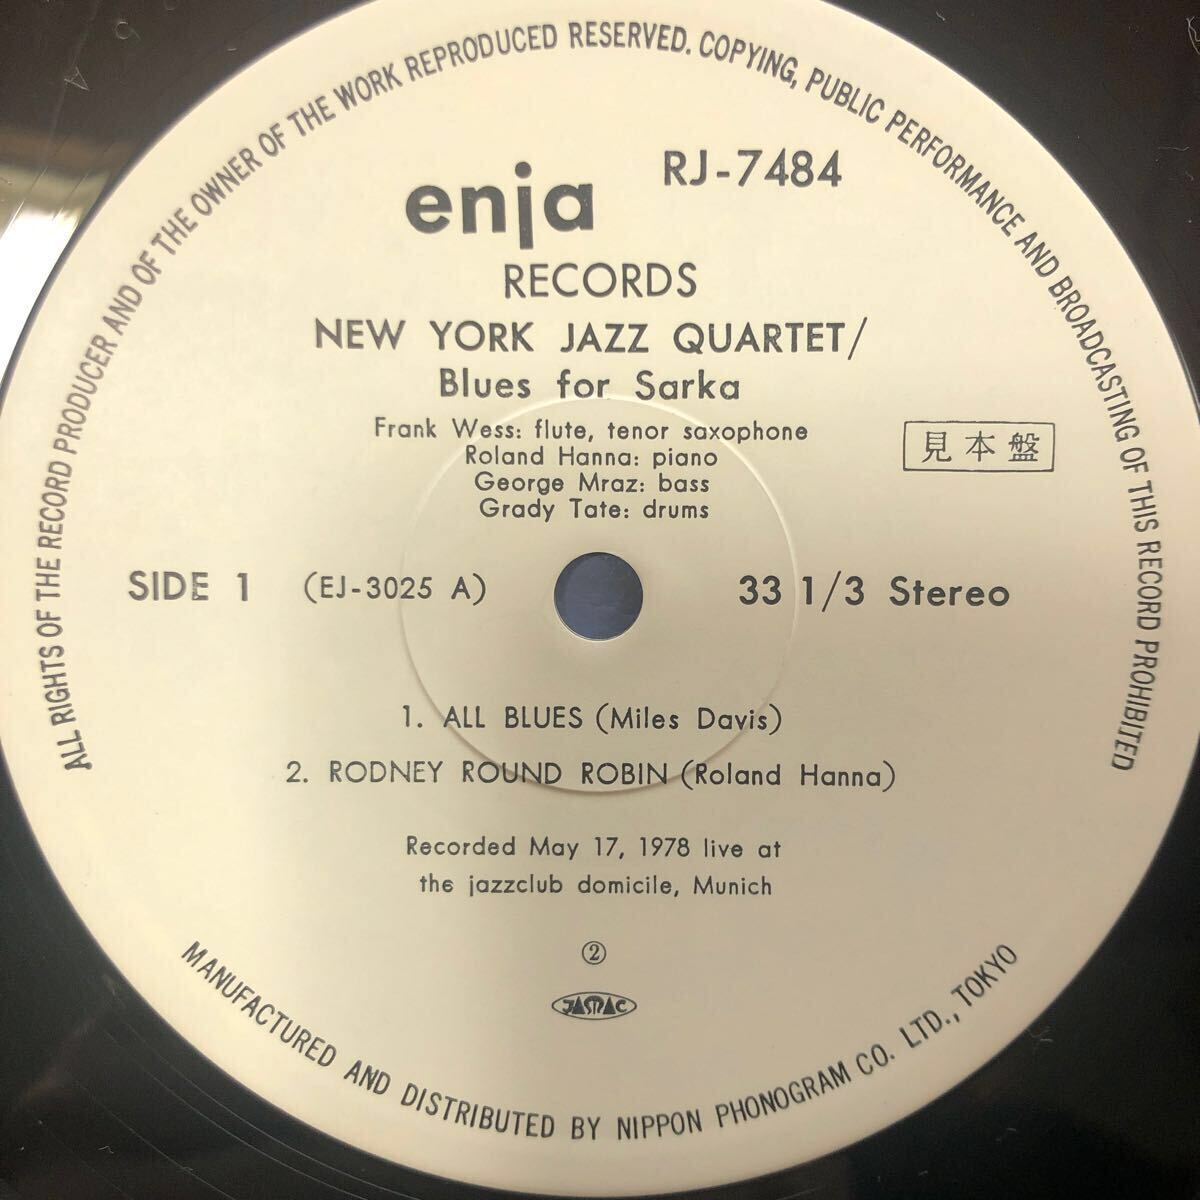 ALL RIGHTS OF THE RECORD PRODUCER AND OF THE OWNER OF THE WORK REPRODUCED RESERVED. COPYING, PUBLIC PERFORMANCE AND BROADCASTING OF THIS RECORD PROHIBITED
enja
RJ-7484
RECORDS
NEW YORK JAZZ QUARTET/
Blues for Sarka
Frank Wess: flute, tenor saxophone
Roland Hanna: piano
George Mraz: bass
Grady Tate: drums
見本盤
SIDE 1 (EJ-3025 A)
33 1/3 Stereo
1. ALL BLUES (Miles Davis)
2. RODNEY ROUND ROBIN (Roland Hanna)
Recorded May 17, 1978 live at
the jazzclub domicile, Munich
②
JASRAC
MANUFACTURED AND DISTRIBUTED BY NIPPON PHONOGRAM CO. LTD., TOKYO